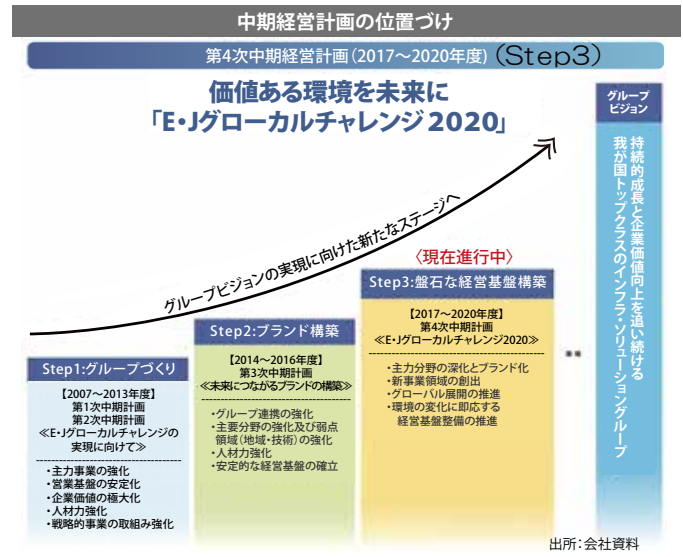 中期経営計画の位置づけ
第4次中期経営計画(2017～2020年度)(Step3)
価値ある環境を未来に
「E・Jグローカルチャレンジ2020」
グループビジョンの実現に向けた新たなステージへ
Step1:グループづくり
【2007～2013年度】
第1次中期計画
第2次中期計画
≪E・Jグローカルチャレンジの
実現に向けて≫
・主力事業の強化
・営業基盤の安定化
・企業価値の極大化
・人材力強化
・戦略的事業の取組み強化
Step2:ブランド構築
【2014～2016年度】
第3次中期計画
≪未来につながるブランドの構築≫
・グループ連携の強化
・主要分野の強化及び弱点
領域(地域・技術)の強化
・人材力強化
・安定的な経営基盤の確立
〈現在進行中〉
Step3:盤石な経営基盤構築
【2017～2020年度】
第4次中期計画
≪E・Jグローカルチャレンジ2020≫
・主力分野の深化とブランド化
・新事業領域の創出
・グローバル展開の推進
・環境の変化に即応する
経営基盤整備の推進
グループ
ビジョン
持続的成長と企業価値向上を追い続ける
我が国トップクラスのインフラ・ソリューショングループ
出所:会社資料